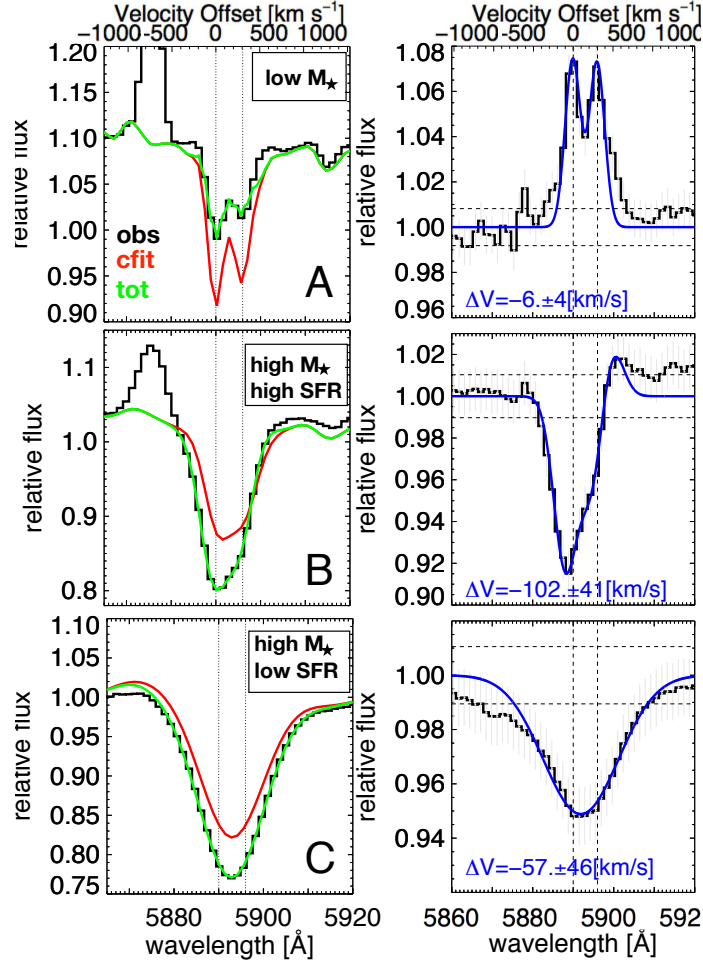 Velocity Offset [km s⁻¹]
Velocity Offset [km s⁻¹]
−1000 −500 0 500 1000
−1000 −500 0 500 1000
1.20
1.15
1.10
1.05
1.00
0.95
0.90
relative flux
low M★
obs
cfit
tot
A
1.08
1.06
1.04
1.02
1.00
0.98
0.96
relative flux
ΔV=−6.±4[km/s]
1.1
1.0
0.9
0.8
relative flux
high M★
high SFR
B
1.02
1.00
0.98
0.96
0.94
0.92
0.90
relative flux
ΔV=−102.±41[km/s]
1.10
1.05
1.00
0.95
0.90
0.85
0.80
0.75
relative flux
high M★
low SFR
C
1.00
0.98
0.96
0.94
relative flux
ΔV=−57.±46[km/s]
5880 5900 5920
5860 5880 5900 592
wavelength [Å]
wavelength [Å]